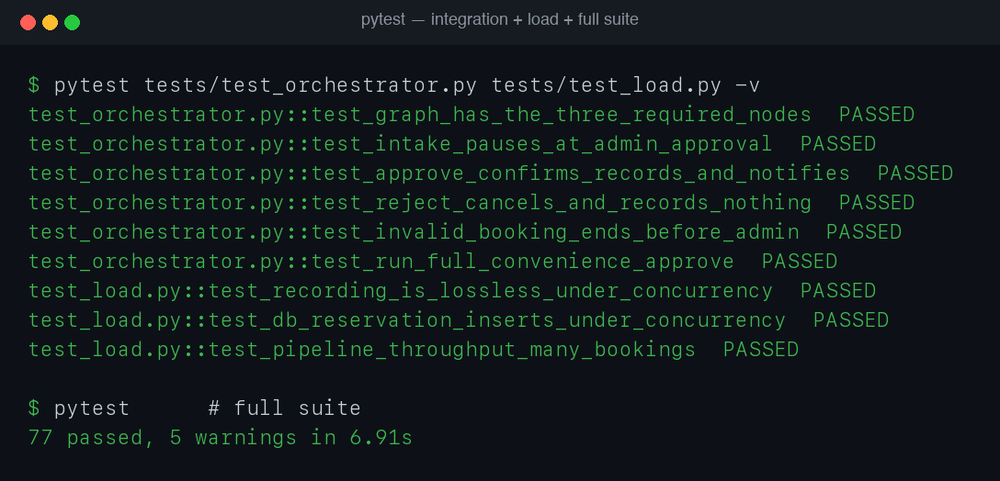 pytest — integration + load + full suite
$ pytest tests/test_orchestrator.py tests/test_load.py −v
test_orchestrator.py::test_graph_has_the_three_required_nodes  PASSED
test_orchestrator.py::test_intake_pauses_at_admin_approval  PASSED
test_orchestrator.py::test_approve_confirms_records_and_notifies  PASSED
test_orchestrator.py::test_reject_cancels_and_records_nothing  PASSED
test_orchestrator.py::test_invalid_booking_ends_before_admin  PASSED
test_orchestrator.py::test_run_full_convenience_approve  PASSED
test_load.py::test_recording_is_lossless_under_concurrency  PASSED
test_load.py::test_db_reservation_inserts_under_concurrency  PASSED
test_load.py::test_pipeline_throughput_many_bookings  PASSED
$ pytest      # full suite
77 passed, 5 warnings in 6.91s